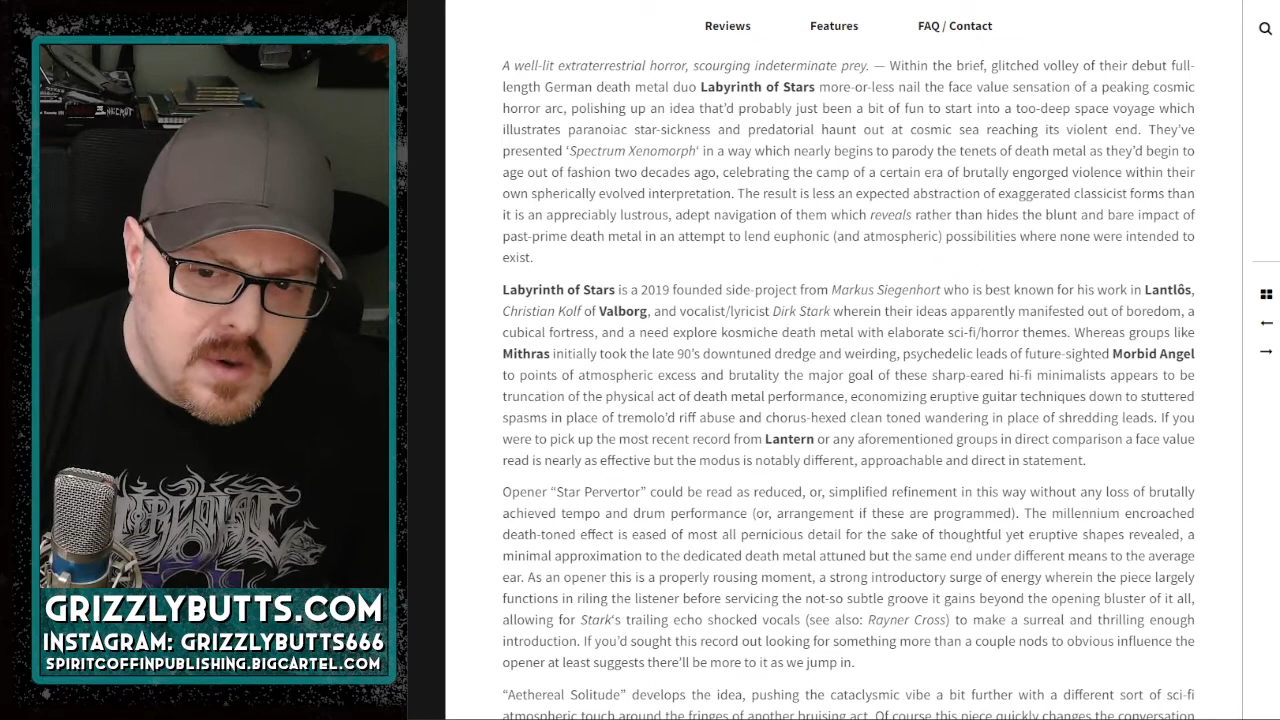 Reviews Features FAQ / Contact
A well-lit extraterrestrial horror, scourging indeterminate prey. — Within the brief, glitched volley of their debut full-
length German death metal duo Labyrinth of Stars more-or-less nail the face value sensation of a peaking cosmic
horror arc, polishing up an idea that'd probably just been a bit of fun to start into a too-deep space voyage which
illustrates paranoiac star-sickness and predatorial haunt out at cosmic sea reaching its violent end. They've
presented 'Spectrum Xenomorph' in a way which nearly begins to parody the tenets of death metal as they'd begin to
age out of fashion two decades ago, celebrating the camp of a certain era of brutally engorged violence within their
own spherically evolved interpretation. The result is less an expected abstraction of exaggerated classicist forms than
it is an appreciably lustrous, adept navigation of them which reveals rather than hides the blunt and bare impact of
past-prime death metal in an attempt to lend euphonic (and atmospheric) possibilities where none were intended to
exist.
Labyrinth of Stars is a 2019 founded side-project from Markus Siegenhort who is best known for his work in Lantlôs,
Christian Kolf of Valborg, and vocalist/lyricist Dirk Stark wherein their ideas apparently manifested out of boredom, a
cubical fortress, and a need explore kosmiche death metal with elaborate sci-fi/horror themes. Whereas groups like
Mithras initially took the late 90's downtuned dredge and weirding, psychedelic leads of future-sighted Morbid Angel
to points of atmospheric excess and brutality the major goal of these sharp-eared hi-fi minimalists appears to be
truncation of the physical act of death metal performance, economizing eruptive guitar techniques down to stuttered
spasms in place of tremolo'd riff abuse and chorus-hexed clean toned wandering in place of shredding leads. If you
were to pick up the most recent record from Lantern or any aforementioned groups in direct comparison a face value
read is nearly as effective but the modus is notably different, approachable and direct in statement.
Opener "Star Pervertor" could be read as reduced, or, simplified refinement in this way without any loss of brutally
achieved tempo and drum performance (or, arrangement if these are programmed). The millennium encroached
death-toned effect is eased of most all pernicious detail for the sake of thoughtful yet eruptive shapes revealed, a
minimal approximation to the dedicated death metal attuned but the same end under different means to the average
ear. As an opener this is a properly rousing moment, a strong introductory surge of energy wherein the piece largely
functions in riling the listener before servicing the not-so subtle groove it gains beyond the opening bluster of it all,
allowing for Stark's trailing echo shocked vocals (see also: Rayner Cross) to make a surreal and thrilling enough
introduction. If you'd sought this record out looking for something more than a couple nods to obvious influence the
opener at least suggests there'll be more to it as we jump in.
"Aethereal Solitude" develops the idea, pushing the cataclysmic vibe a bit further with a different sort of sci-fi
atmospheric touch around the fringes of another bruising act. Of course this piece quickly changes the conversation
GRIZZLYBUTTS.COM
INSTAGRAM: GRIZZLYBUTTS666
SPIRITCOFFINPUBLISHING.BIGCARTEL.COM